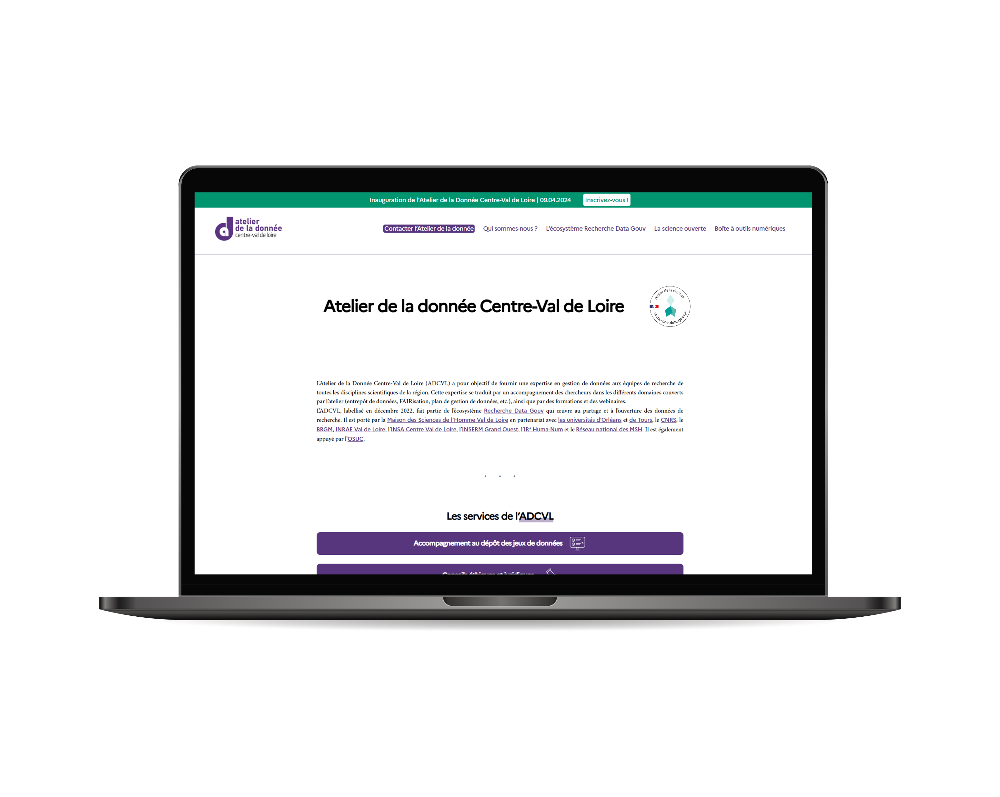 Inauguration de l'Atelier de la Donnée Centre-Val de Loire | 09.04.2024 Inscrivez-vous !
atelier
de la donnée
centre-val de loire
Contacter l'Atelier de la donnée Qui sommes-nous ? L'écosystème Recherche Data Gouv La science ouverte Boîte à outils numériques
Atelier de la donnée Centre-Val de Loire
Atelier de la donnée
recherche.data.gouv.fr
L'Atelier de la Donnée Centre-Val de Loire (ADCVL) a pour objectif de fournir une expertise en gestion de données aux équipes de recherche de
toutes les disciplines scientifiques de la région. Cette expertise se traduit par un accompagnement des chercheurs dans les différents domaines couverts
par l'atelier (entrepôt de données, FAIRisation, plan de gestion de données, etc.), ainsi que par des formations et des webinaires.
L'ADCVL, labellisé en décembre 2022, fait partie de l'écosystème Recherche Data Gouv qui œuvre au partage et à l'ouverture des données de
recherche. Il est porté par la Maison des Sciences de l'Homme Val de Loire en partenariat avec les universités d'Orléans et de Tours, le CNRS, le
BRGM, INRAE Val de Loire, l'INSA Centre Val de Loire, l'INSERM Grand Ouest, l'IR* Huma-Num et le Réseau national des MSH. Il est également
appuyé par l'OSUC.
. . .
Les services de l'ADCVL
Accompagnement au dépôt des jeux de données
Conseils éthiques et juridiques